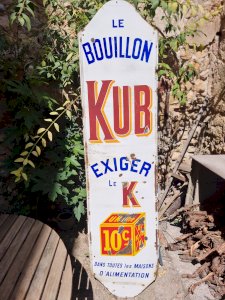 LE
BOUILLON
KUB
EXIGER
LE K
10c
DANS TOUTES LES MAISONS
D'ALIMENTATION